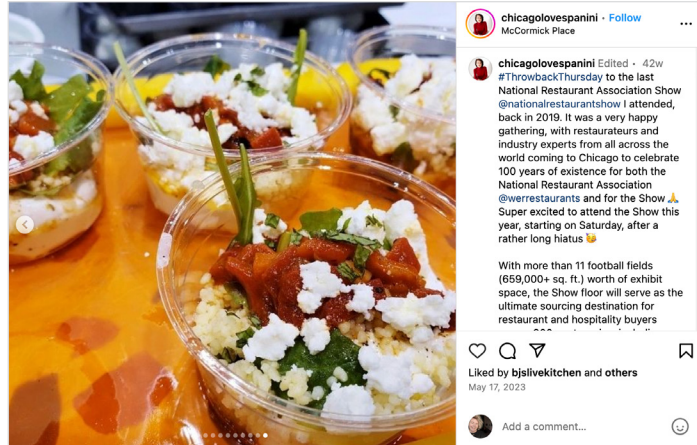 chicagolovespanini • Follow
McCormick Place
chicagolovespanini Edited • 42w
#ThrowbackThursday to the last
National Restaurant Association Show
@nationalrestaurantshow I attended,
back in 2019. It was a very happy
gathering, with restaurateurs and
industry experts from all across the
world coming to Chicago to celebrate
100 years of existence for both the
National Restaurant Association
@werrestaurants and for the Show 🙏
Super excited to attend the Show this
year, starting on Saturday, after a
rather long hiatus 🥳
With more than 11 football fields
(659,000+ sq. ft.) worth of exhibit
space, the Show floor will serve as the
ultimate sourcing destination for
restaurant and hospitality buyers
Liked by bjslivekitchen and others
May 17, 2023
Add a comment...